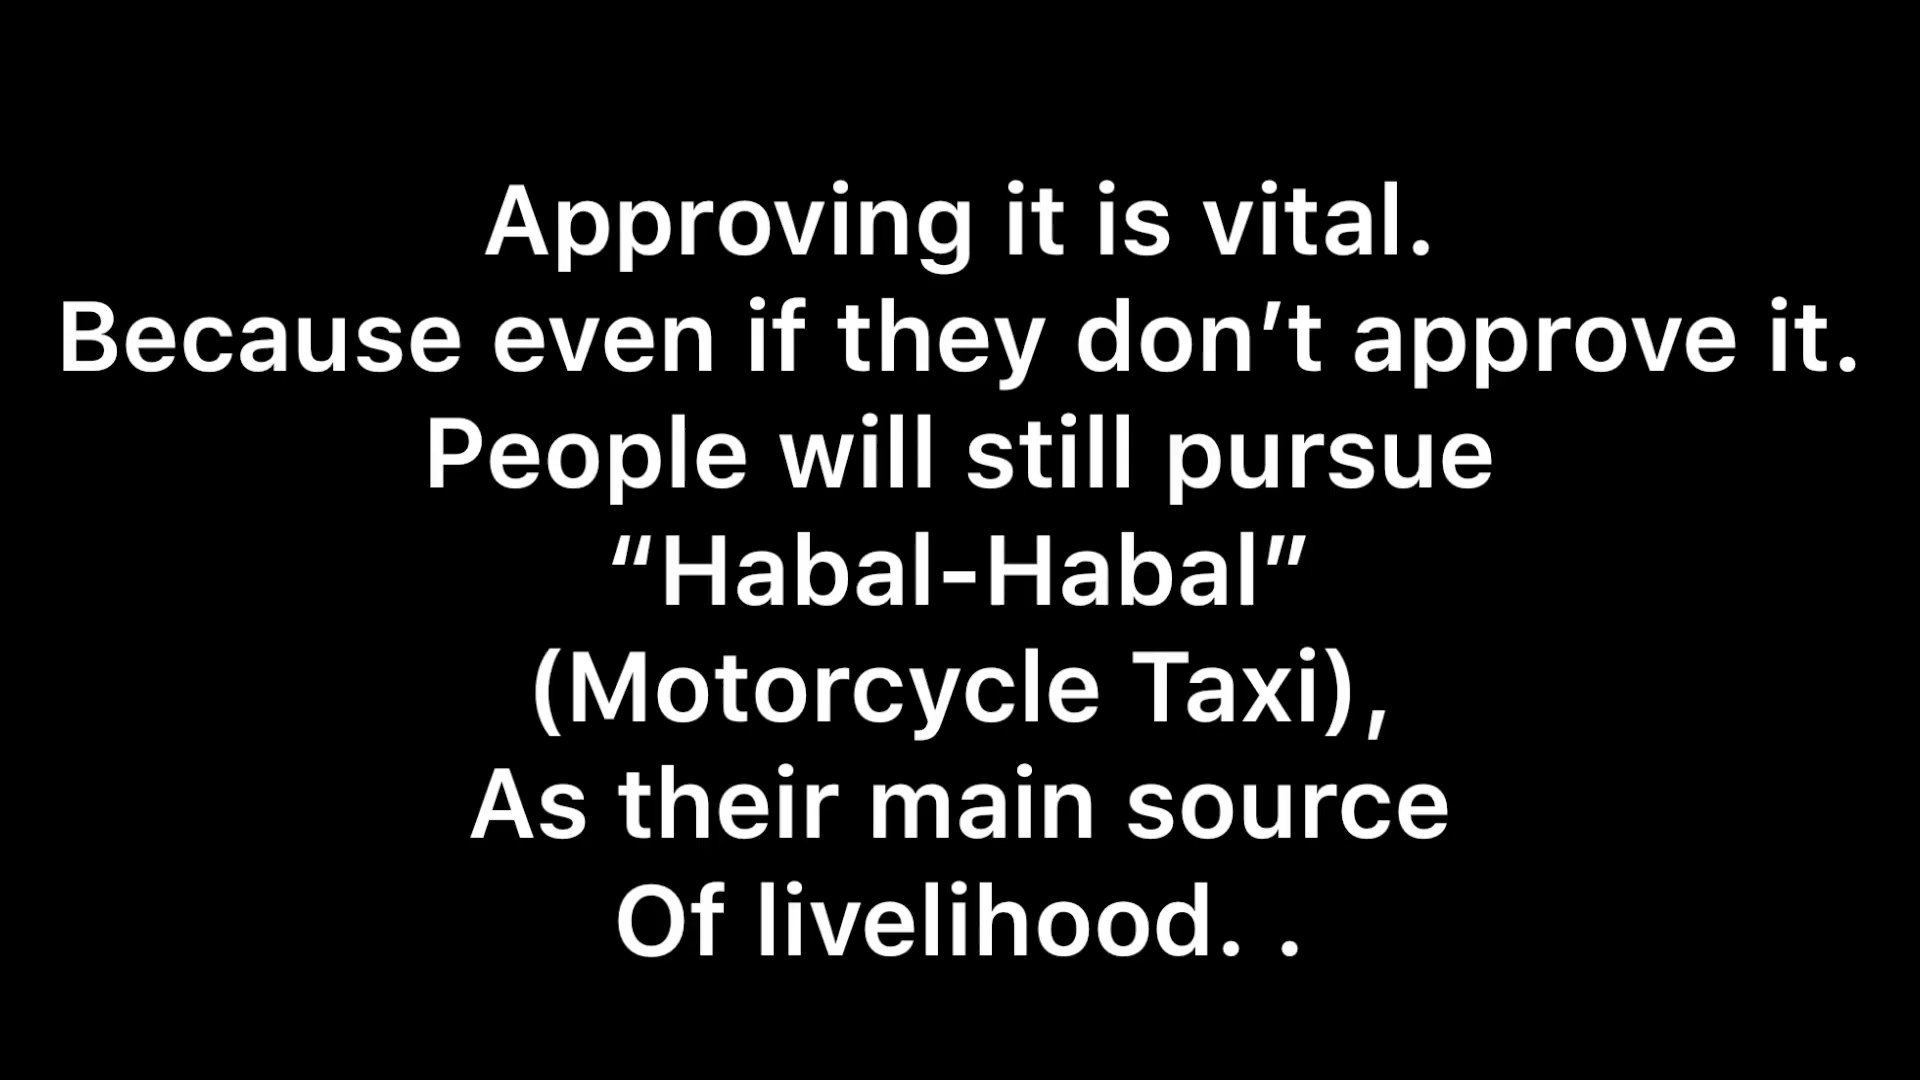 Approving it is vital.
Because even if they don’t approve it.
People will still pursue
“Habal-Habal”
(Motorcycle Taxi),
As their main source
Of livelihood. .